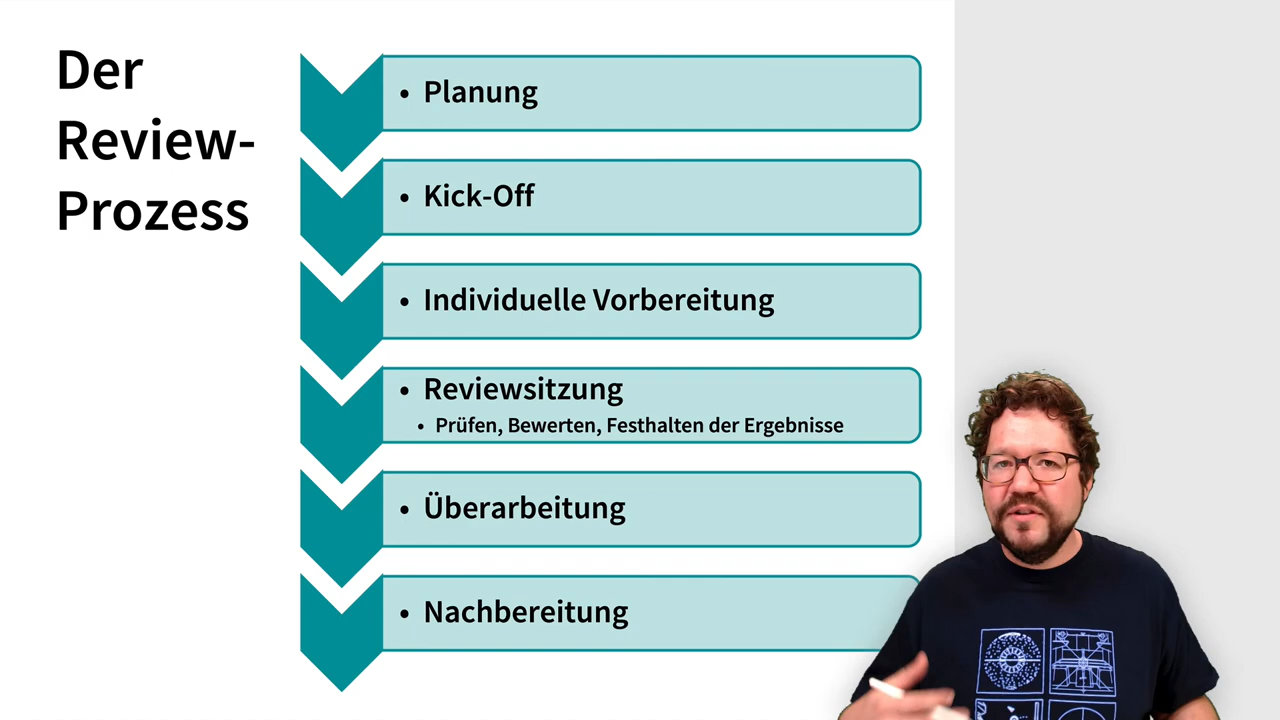 Der
Review-
Prozess
• Planung
• Kick-Off
• Individuelle Vorbereitung
• Reviewsitzung
• Prüfen, Bewerten, Festhalten der Ergebnisse
• Überarbeitung
• Nachbereitung